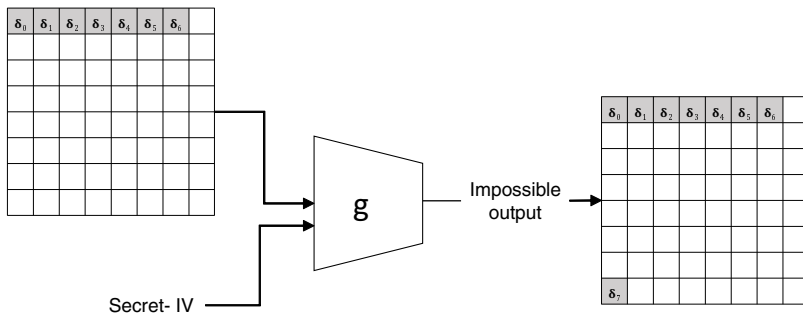 δ₀ δ₁ δ₂ δ₃ δ₄ δ₅ δ₆
g
Secret- IV
Impossible
output
δ₀ δ₁ δ₂ δ₃ δ₄ δ₅ δ₆
δ₇